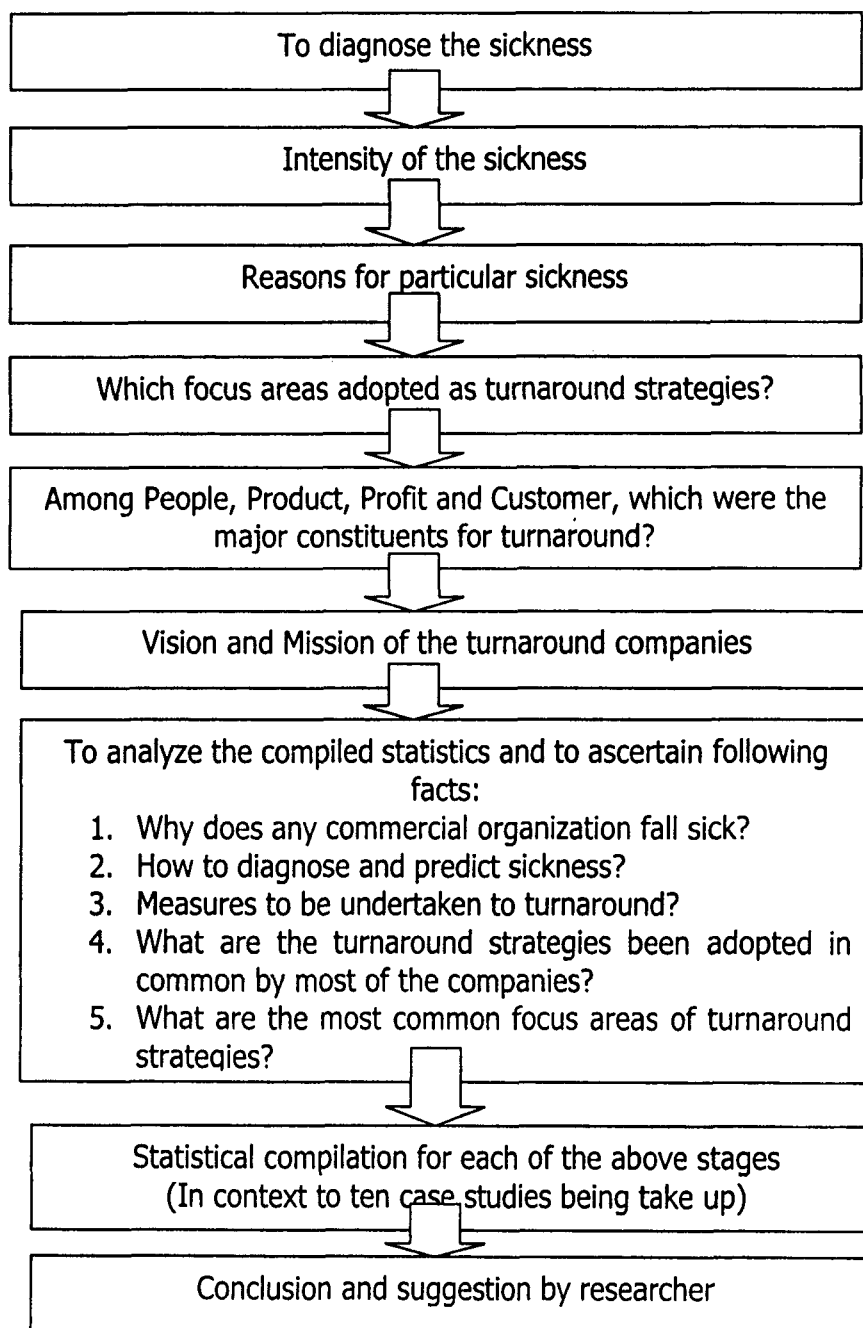 To diagnose the sickness
Intensity of the sickness
Reasons for particular sickness
Which focus areas adopted as turnaround strategies?
Among People, Product, Profit and Customer, which were the
major constituents for turnaround?
Vision and Mission of the turnaround companies
To analyze the compiled statistics and to ascertain following
facts:
1. Why does any commercial organization fall sick?
2. How to diagnose and predict sickness?
3. Measures to be undertaken to turnaround?
4. What are the turnaround strategies been adopted in
common by most of the companies?
5. What are the most common focus areas of turnaround
strategies?
Statistical compilation for each of the above stages
(In context to ten case studies being take up)
Conclusion and suggestion by researcher